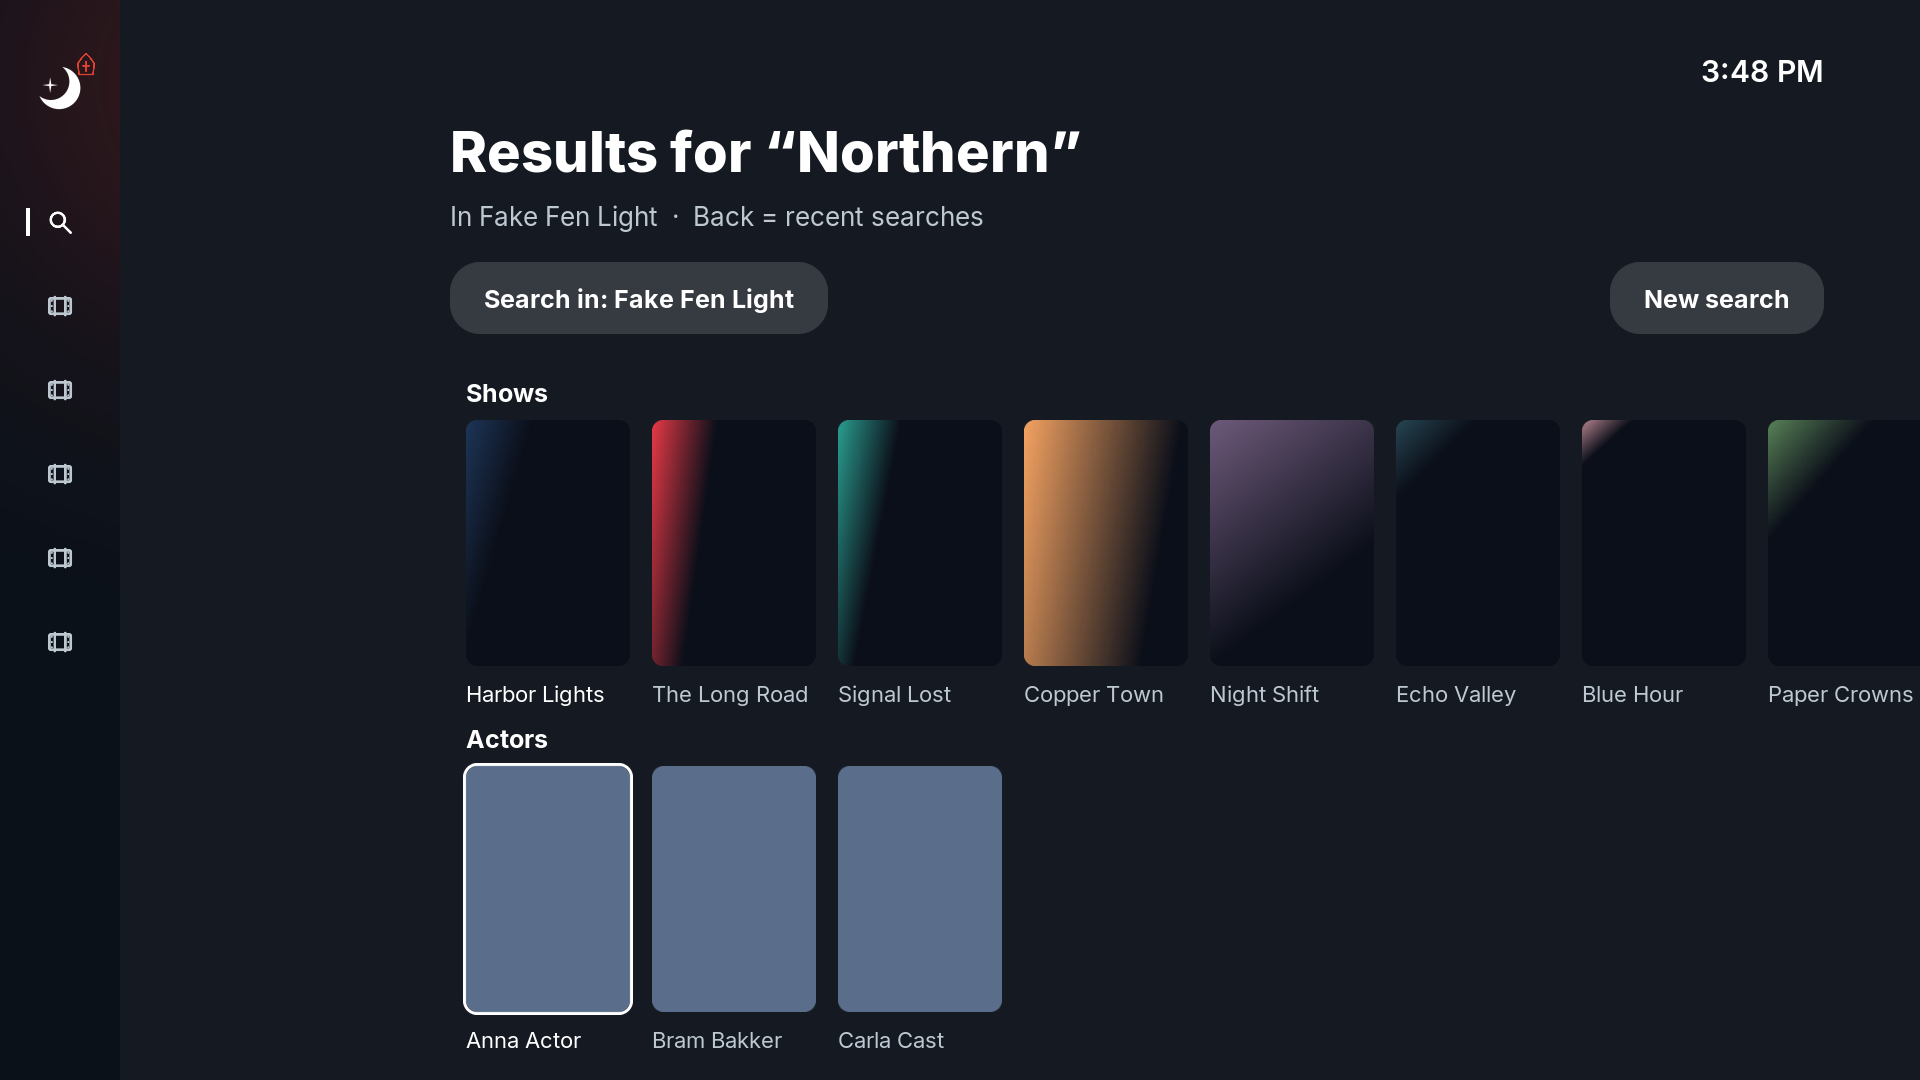 3:48 PM
Results for “Northern”
In Fake Fen Light · Back = recent searches
Search in: Fake Fen Light
New search
Shows
Harbor Lights
The Long Road
Signal Lost
Copper Town
Night Shift
Echo Valley
Blue Hour
Paper Crowns
Actors
Anna Actor
Bram Bakker
Carla Cast